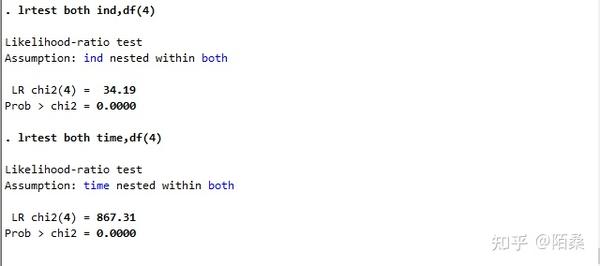 . lrtest both ind,df(4)
Likelihood-ratio test
Assumption: ind nested within both
LR chi2(4) = 34.19
Prob > chi2 = 0.0000
. lrtest both time,df(4)
Likelihood-ratio test
Assumption: time nested within both
LR chi2(4) = 867.31
Prob > chi2 = 0.0000
知乎 @陌桑